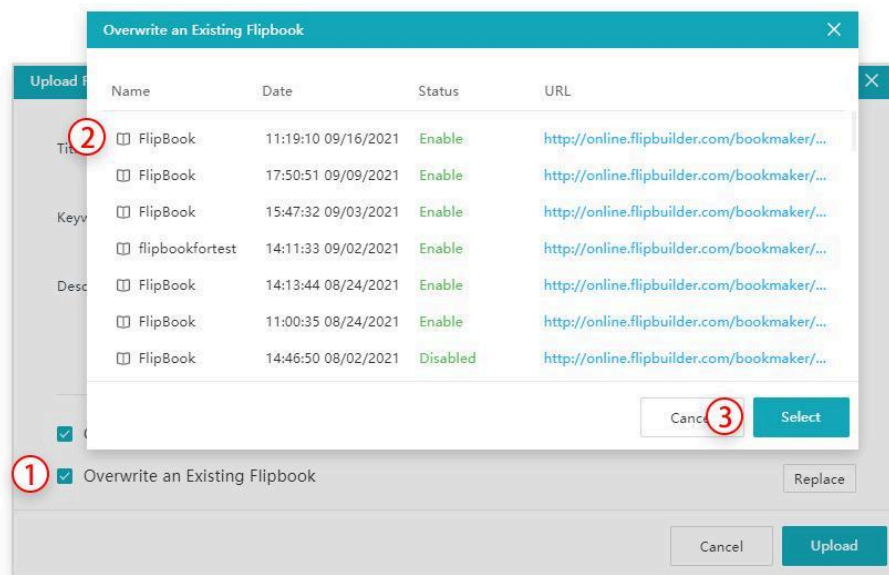 Overwrite an Existing Flipbook
Upload F
Name Date Status URL
2 FlipBook 11:19:10 09/16/2021 Enable http://online.flipbuilder.com/bookmaker/...
Tit
FlipBook 17:50:51 09/09/2021 Enable http://online.flipbuilder.com/bookmaker/...
FlipBook 15:47:32 09/03/2021 Enable http://online.flipbuilder.com/bookmaker/...
Keyw
flipbookfortest 14:11:33 09/02/2021 Enable http://online.flipbuilder.com/bookmaker/...
FlipBook 14:13:44 08/24/2021 Enable http://online.flipbuilder.com/bookmaker/...
Desc
FlipBook 11:00:35 08/24/2021 Enable http://online.flipbuilder.com/bookmaker/...
FlipBook 14:46:50 08/02/2021 Disabled http://online.flipbuilder.com/bookmaker/...
Canc 3 Select
1 Overwrite an Existing Flipbook Replace
Cancel Upload